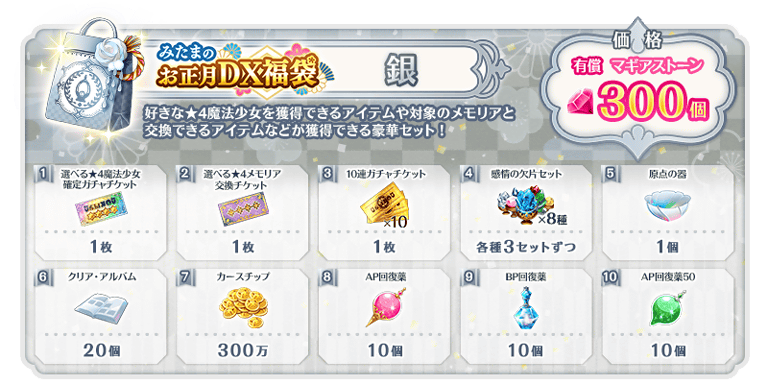 みたまの
お正月DX福袋
銀
価格
有償 マギアストーン
300個
好きな★4魔法少女を獲得できるアイテムや対象のメモリアと
交換できるアイテムなどが獲得できる豪華セット！
1
選べる★4魔法少女
確定ガチャチケット
1枚
2
選べる★4メモリア
交換チケット
1枚
3
10連ガチャチケット
×10
1枚
4
感情の欠片セット
×8種
各種3セットずつ
5
原点の器
1個
6
クリア・アルバム
20個
7
カースチップ
300万
8
AP回復薬
10個
9
BP回復薬
10個
10
AP回復薬50
10個